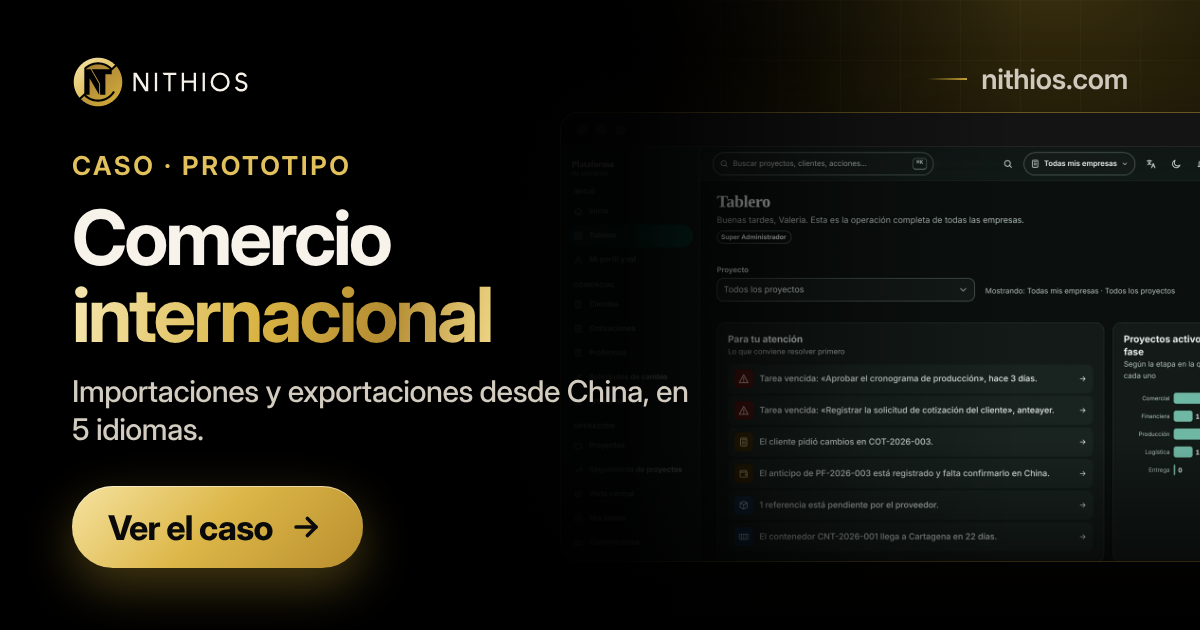 NITHIOS
nithios.com
CASO · PROTOTIPO
Comercio
internacional
Importaciones y exportaciones desde China, en
5 idiomas.
Ver el caso →
Buscar proyectos, clientes, acciones...
⌘K
Todas mis empresas
Tablero
Buenas tardes, Valeria. Esta es la operación completa de todas las empresas.
Super Administrador
Proyecto
Todos los proyectos
Mostrando: Todas mis empresas · Todos los proyectos
Para tu atención
Lo que conviene resolver primero
Tarea vencida: «Aprobar el cronograma de producción», hace 3 días.
Tarea vencida: «Registrar la solicitud de cotización del cliente», anteayer.
El cliente pidió cambios en COT-2026-003.
El anticipo de PF-2026-003 está registrado y falta confirmarlo en China.
1 referencia está pendiente por el proveedor.
El contenedor CNT-2026-001 llega a Cartagena en 22 días.
Proyectos activo
fase
Según la etapa en la q
cada uno
Comercial
Financiera 1
Producción
Logística 1
Entrega 0